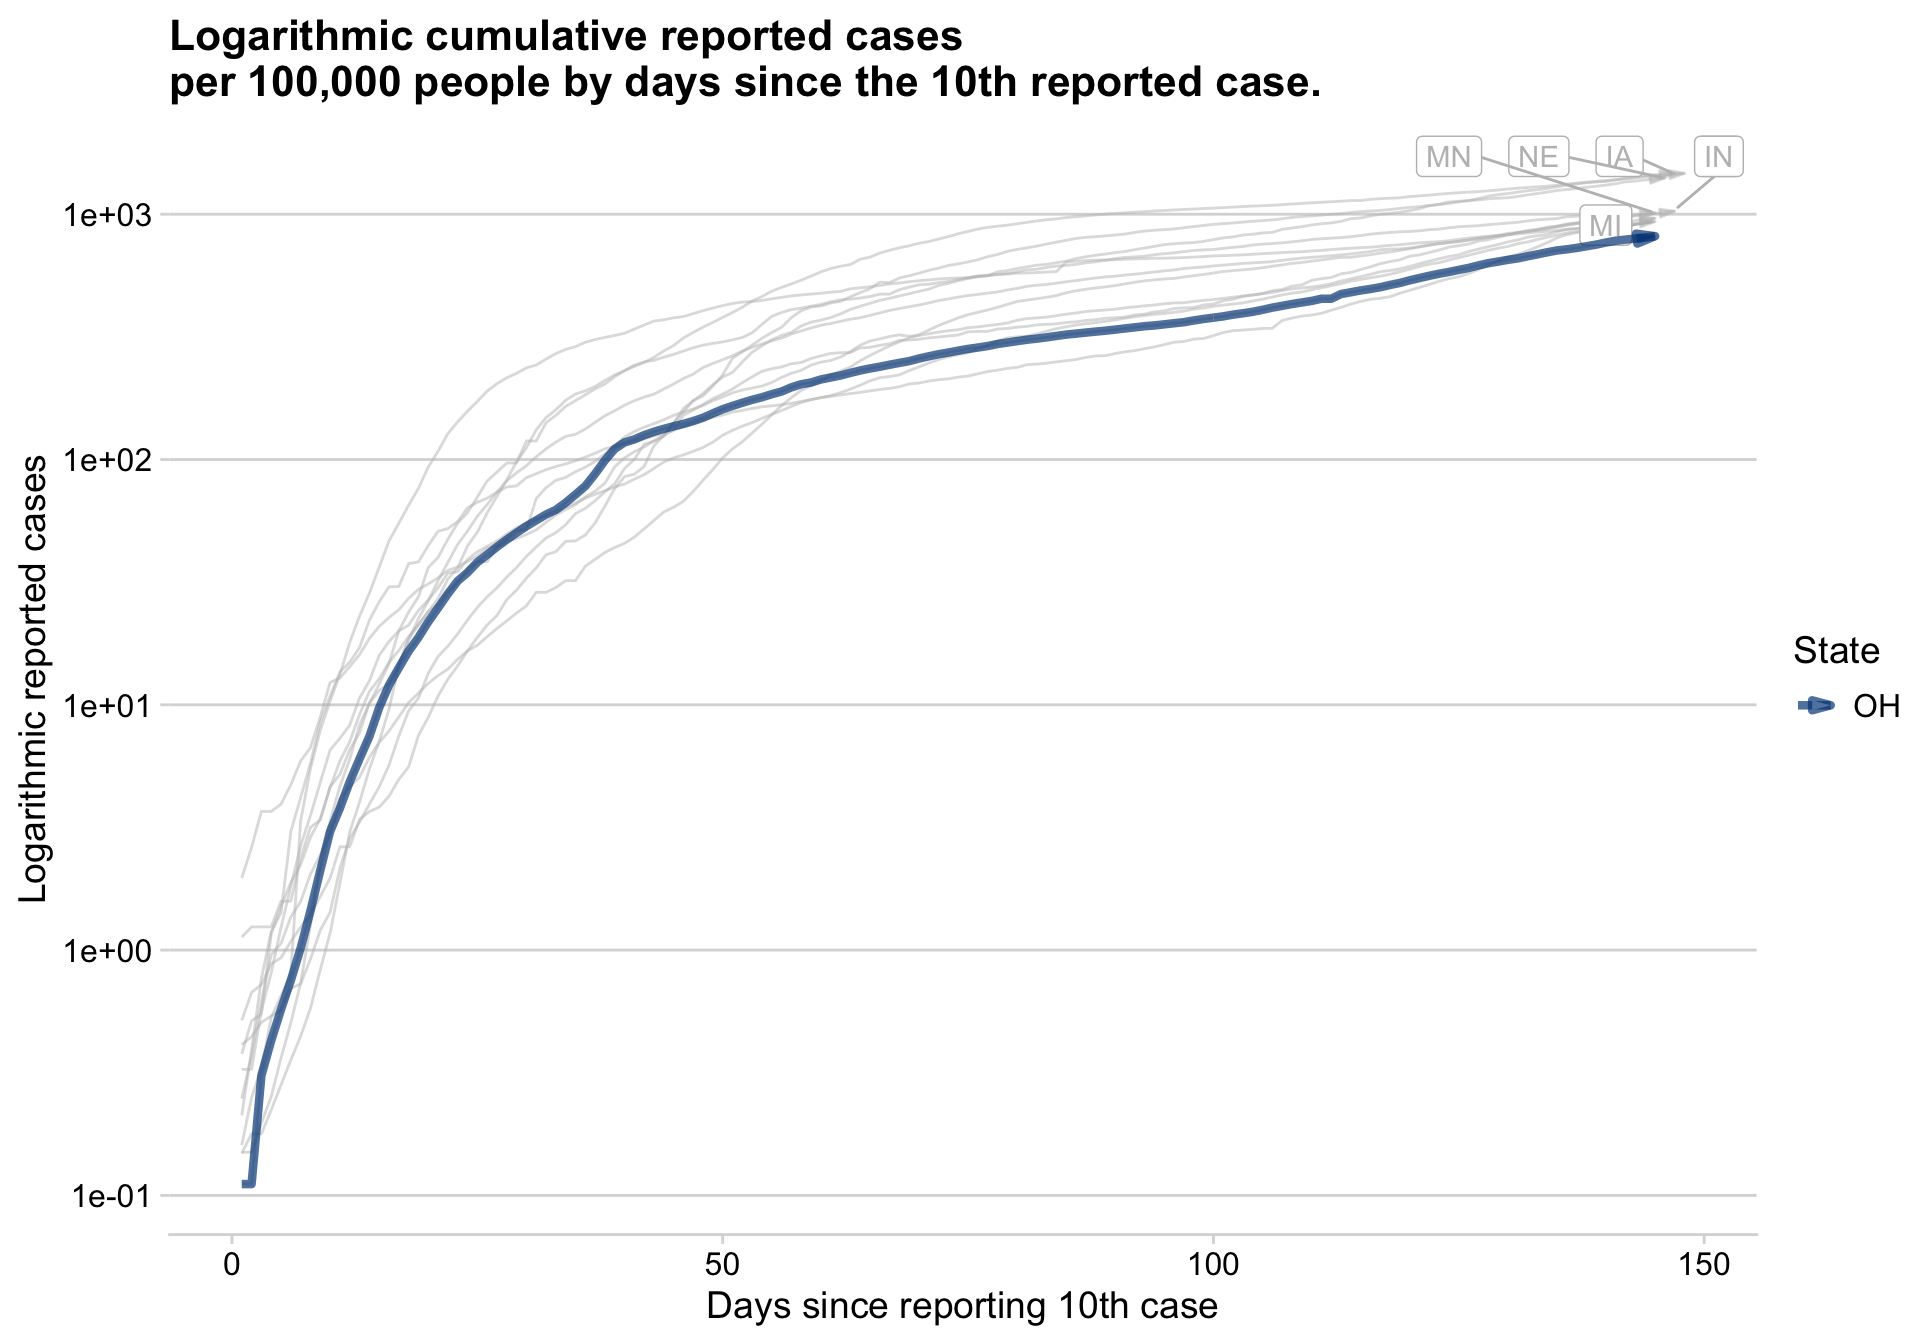 Logarithmic cumulative reported cases
per 100,000 people by days since the 10th reported case.
MN NE IA IN
MI
1e+03
1e+02
1e+01
1e+00
1e-01
Logarithmic reported cases
0 50 100 150
Days since reporting 10th case
State
OH